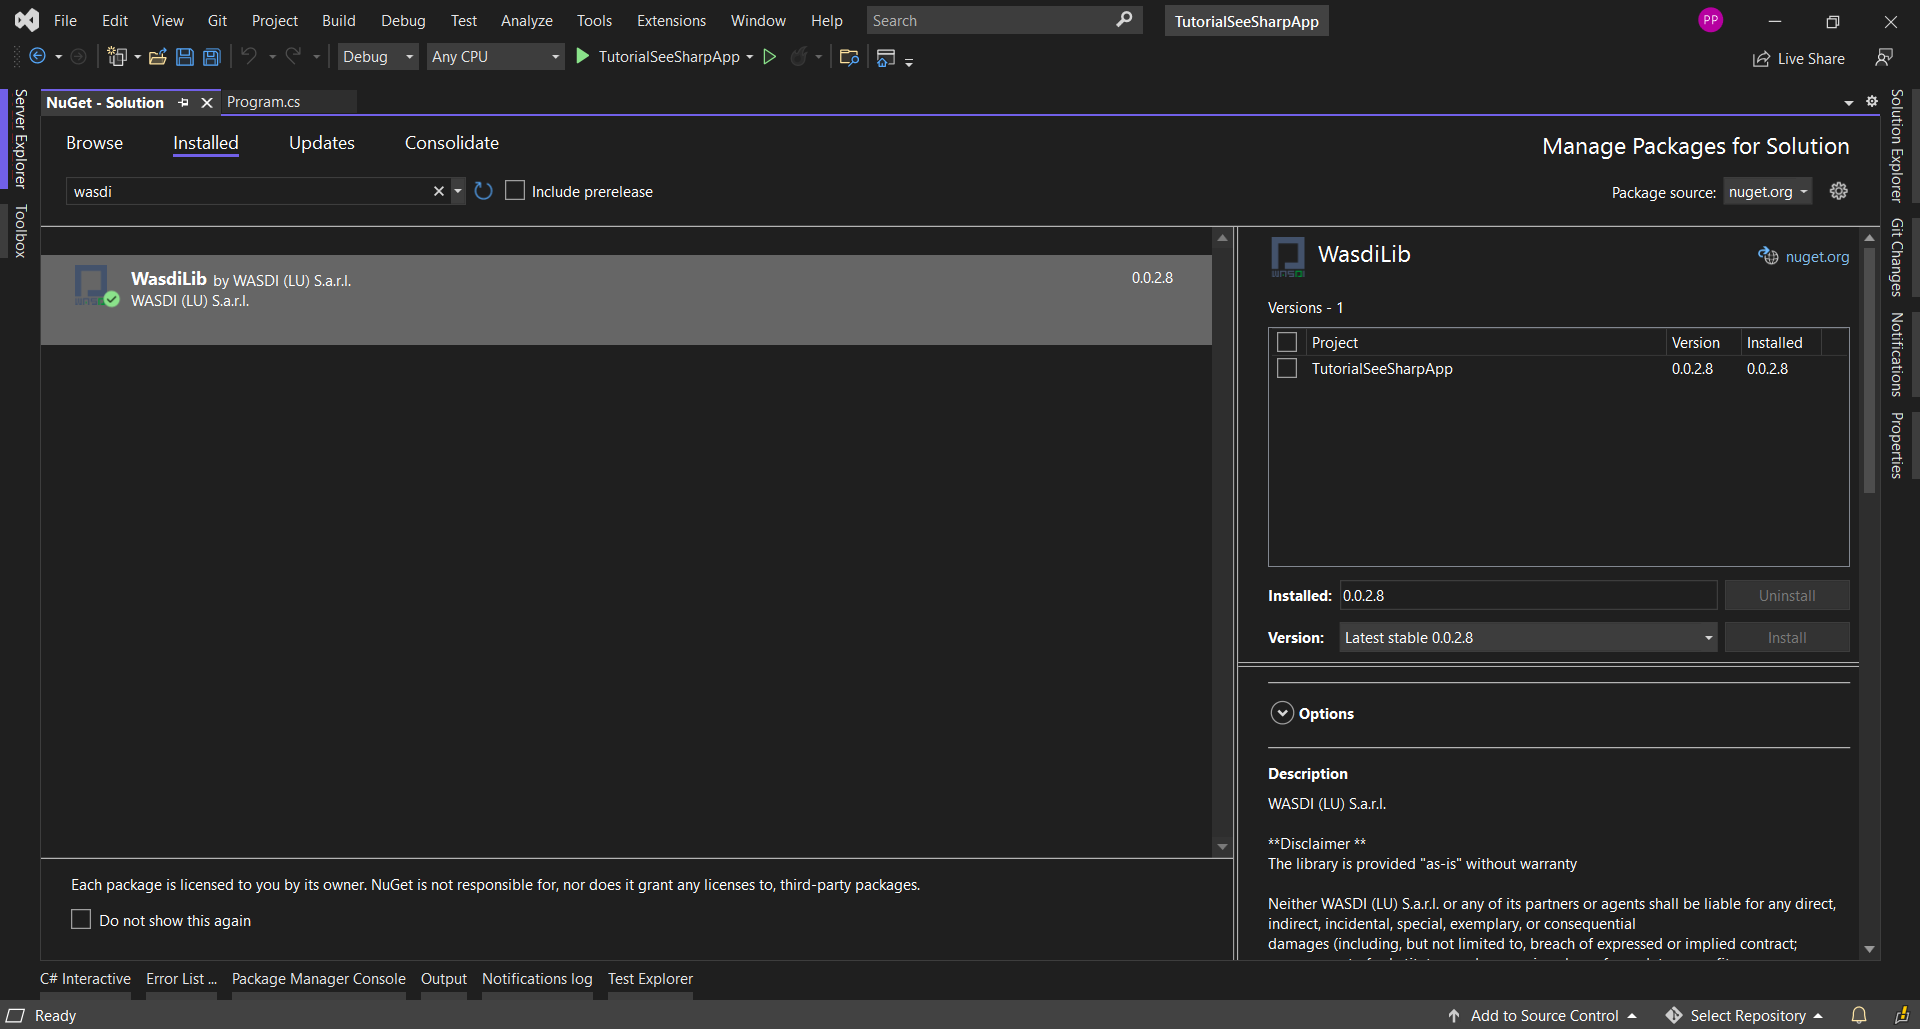 File Edit View Git Project Build Debug Test Analyze Tools Extensions Window Help Search TutorialSeeSharpApp PP
Debug Any CPU TutorialSeeSharpApp Live Share
Server Explorer
Toolbox
NuGet - Solution Program.cs
Browse Installed Updates Consolidate
Manage Packages for Solution
wasdi Include prerelease
Package source: nuget.org
WasdiLib by WASDI (LU) S.a.r.l. 0.0.2.8
WASDI (LU) S.a.r.l.
WASDI
WasdiLib nuget.org
Versions - 1
Project Version Installed
TutorialSeeSharpApp 0.0.2.8 0.0.2.8
Installed: 0.0.2.8 Uninstall
Version: Latest stable 0.0.2.8 Install
Options
Description
WASDI (LU) S.a.r.l.
**Disclaimer **
The library is provided "as-is" without warranty
Neither WASDI (LU) S.a.r.l. or any of its partners or agents shall be liable for any direct,
indirect, incidental, special, exemplary, or consequential
damages (including, but not limited to, breach of expressed or implied contract;
Solution Explorer
Git Changes
Notifications
Properties
Each package is licensed to you by its owner. NuGet is not responsible for, nor does it grant any licenses to, third-party packages.
Do not show this again
C# Interactive Error List ... Package Manager Console Output Notifications log Test Explorer
Ready Add to Source Control Select Repository